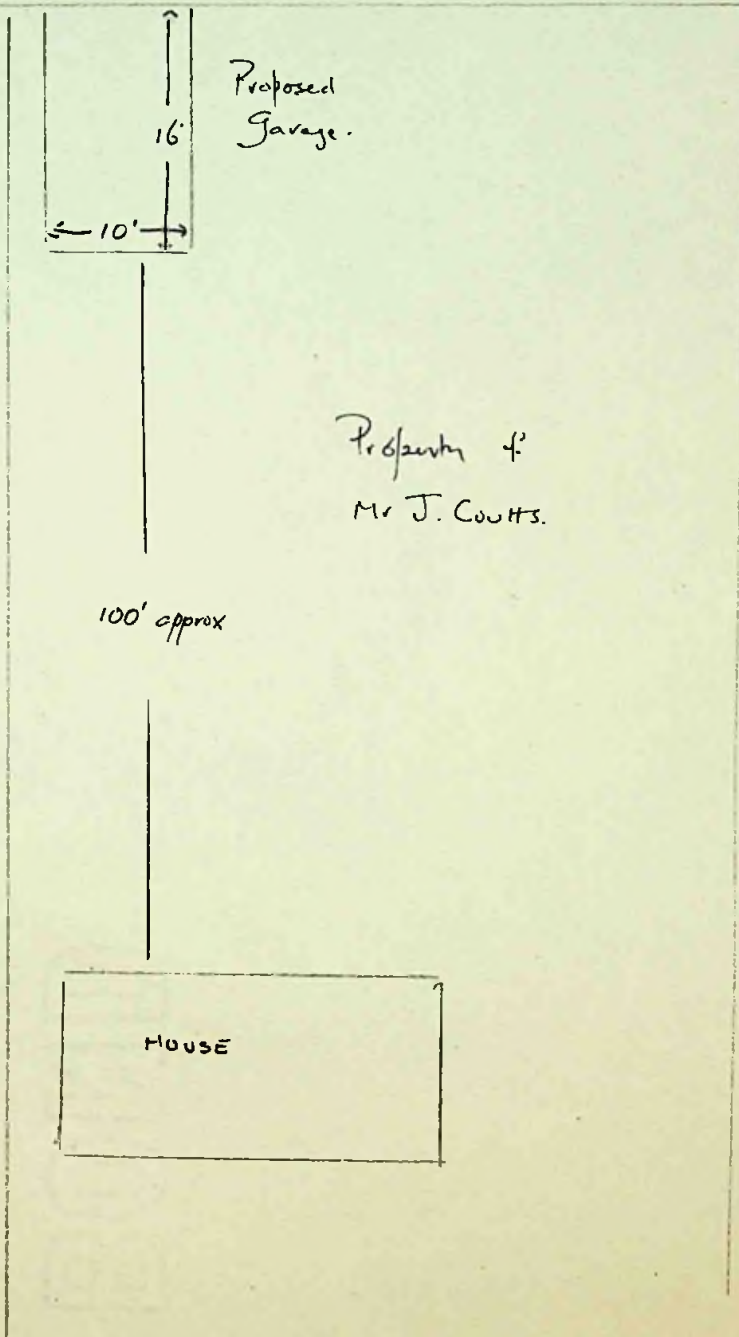 Proposed
Garage.
16'
10'
Property of
Mr J. Coutts.
100' approx
HOUSE